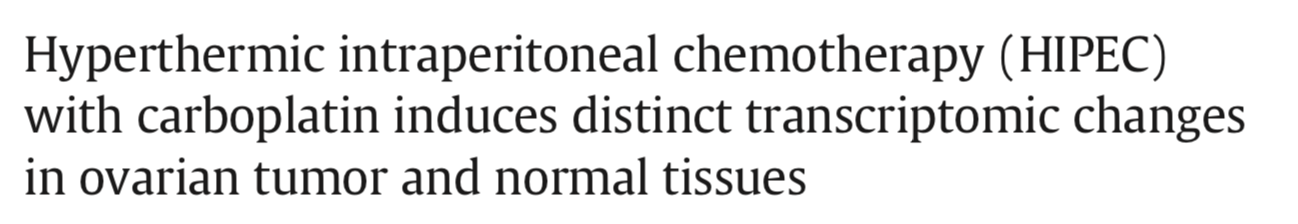 Hyperthermic intraperitoneal chemotherapy (HIPEC)
with carboplatin induces distinct transcriptomic changes
in ovarian tumor and normal tissues